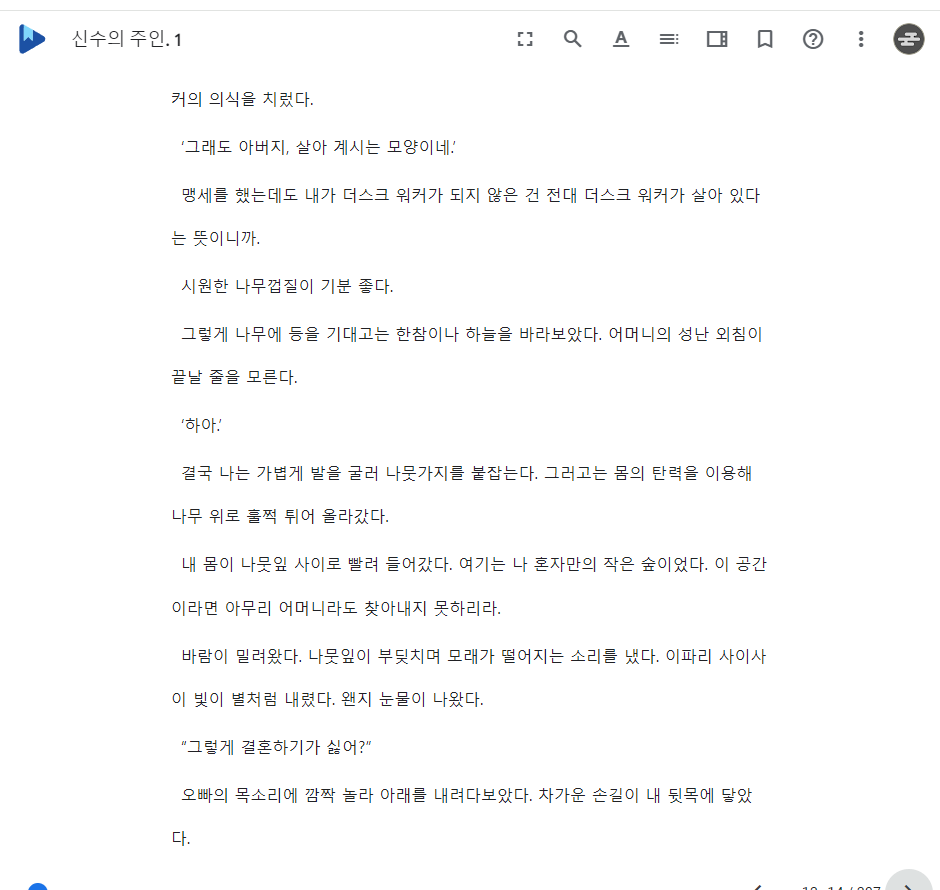 신수의 주인. 1
커의 의식을 치렀다.
‘그래도 아버지, 살아 계시는 모양이네.’
맹세를 했는데도 내가 더스크 워커가 되지 않은 건 전대 더스크 워커가 살아 있다
는 뜻이니까.
시원한 나무껍질이 기분 좋다.
그렇게 나무에 등을 기대고는 한참이나 하늘을 바라보았다. 어머니의 성난 외침이
끝날 줄을 모른다.
‘하아.’
결국 나는 가볍게 발을 굴러 나뭇가지를 붙잡는다. 그러고는 몸의 탄력을 이용해
나무 위로 훌쩍 튀어 올라갔다.
내 몸이 나뭇잎 사이로 빨려 들어갔다. 여기는 나 혼자만의 작은 숲이었다. 이 공간
이라면 아무리 어머니라도 찾아내지 못하리라.
바람이 밀려왔다. 나뭇잎이 부딪치며 모래가 떨어지는 소리를 냈다. 이파리 사이사
이 빛이 별처럼 내렸다. 왠지 눈물이 나왔다.
“그렇게 결혼하기가 싫어?”
오빠의 목소리에 깜짝 놀라 아래를 내려다보았다. 차가운 손길이 내 뒷목에 닿았
다.